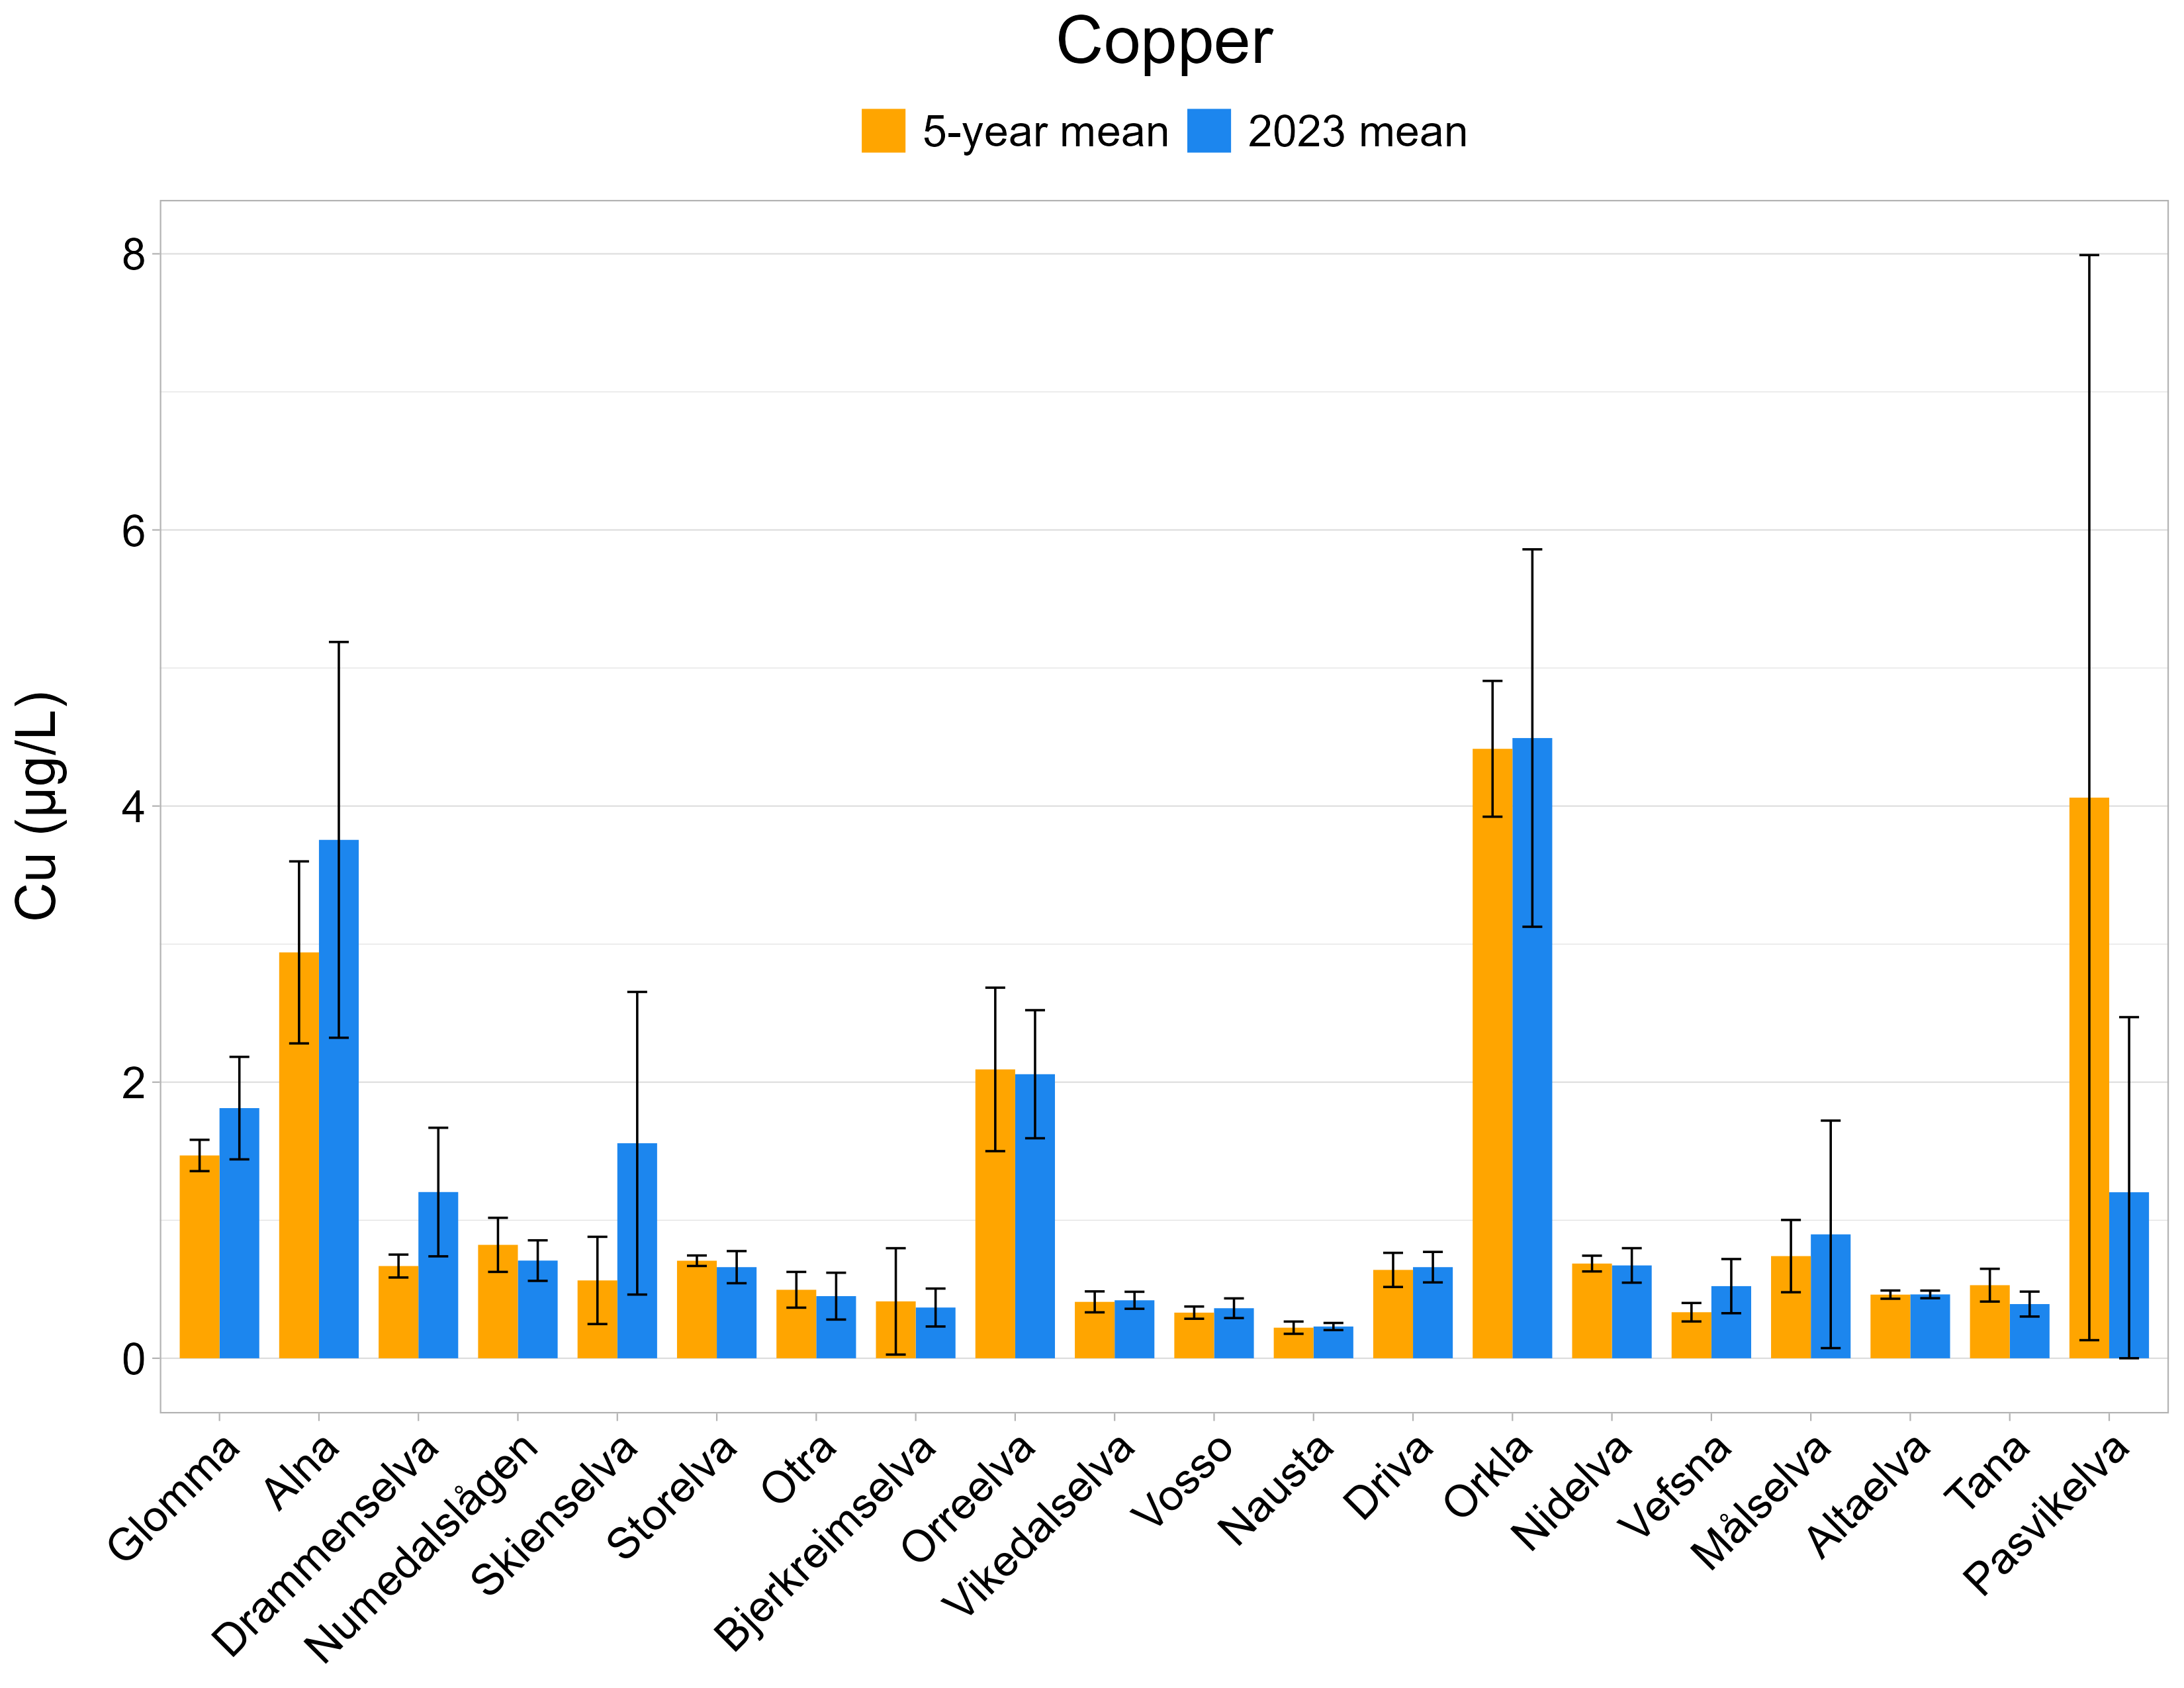 Copper
5-year mean 2023 mean
Cu (µg/L)
8
6
4
2
0
Glomma
Alna
Drammenselva
Numedalslågen
Skienselva
Storelva
Otra
Bjerkreimselva
Orreelva
Vikedalselva
Vosso
Nausta
Driva
Orkla
Nidelva
Vefsna
Målselva
Altaelva
Tana
Pasvikelva